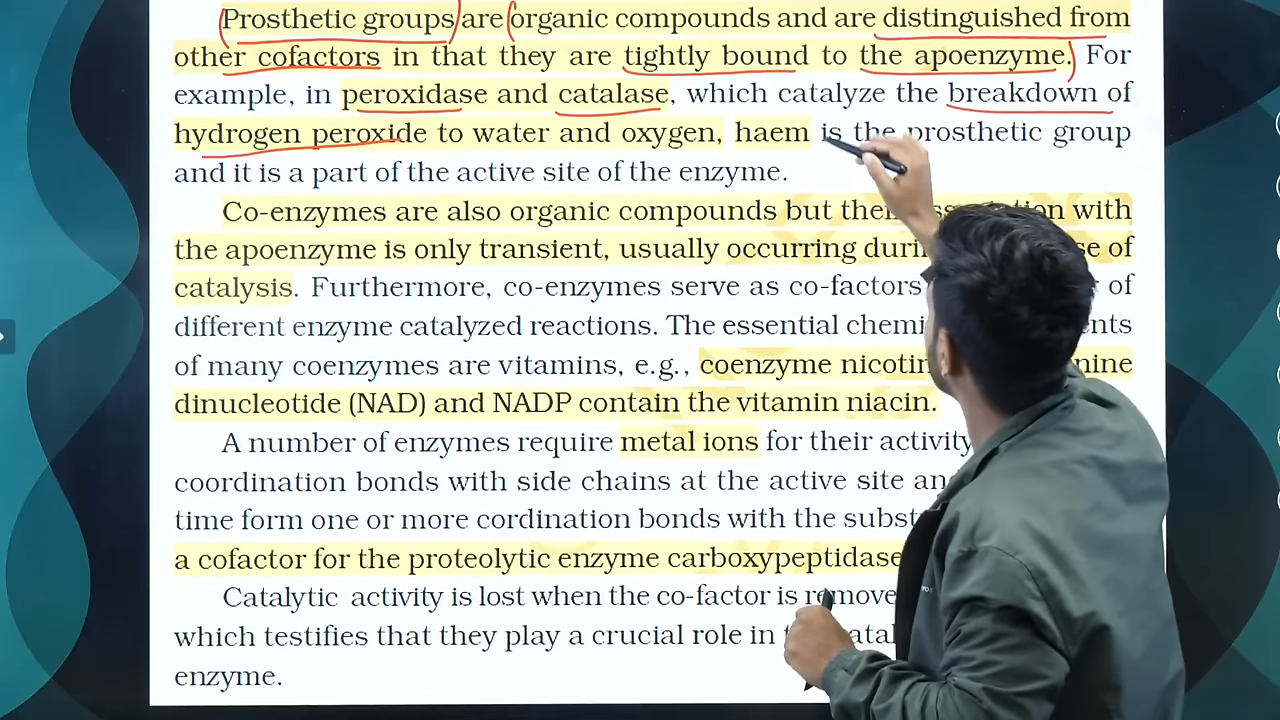 Prosthetic groups are organic compounds and are distinguished from
other cofactors in that they are tightly bound to the apoenzyme. For
example, in peroxidase and catalase, which catalyze the breakdown of
hydrogen peroxide to water and oxygen, haem is the prosthetic group
and it is a part of the active site of the enzyme.
Co-enzymes are also organic compounds but their with
the apoenzyme is only transient, usually occurring of
catalysis. Furthermore, co-enzymes serve as co-factors of
different enzyme catalyzed reactions. The essential
of many coenzymes are vitamins, e.g., coenzyme
dinucleotide (NAD) and NADP contain the vitamin niacin.
A number of enzymes require metal ions for their activity
coordination bonds with side chains at the active site
time form one or more cordination bonds with the
a cofactor for the proteolytic enzyme carboxypeptidase
Catalytic activity is lost when the co-factor is
which testifies that they play a crucial role in
enzyme.